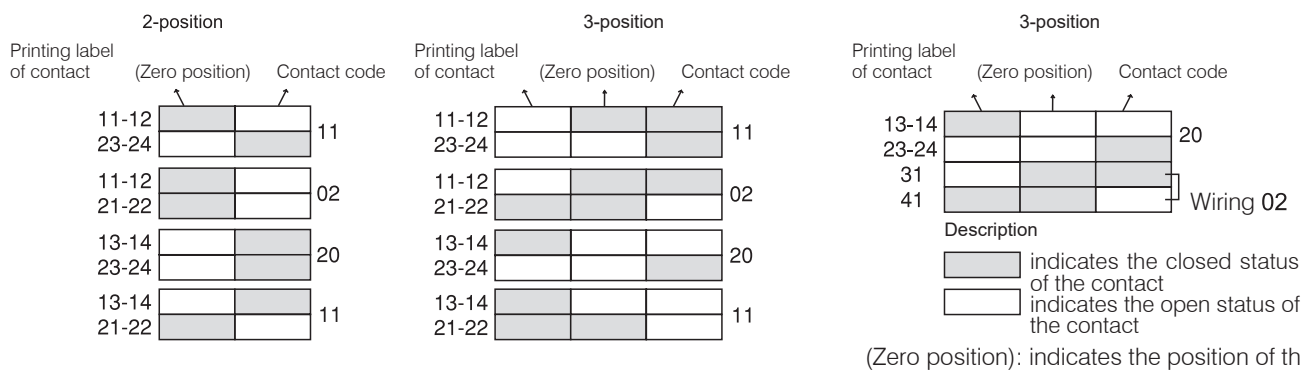 2-position
Printing label
of contact (Zero position) Contact code
11-12
23-24
11
11-12
21-22
02
13-14
23-24
20
13-14
21-22
11
3-position
Printing label
of contact (Zero position) Contact code
11-12
23-24
11
11-12
21-22
02
13-14
23-24
20
13-14
21-22
11
3-position
Printing label
of contact (Zero position) Contact code
13-14
23-24
20
31
41
Wiring 02
Description
indicates the closed status
of the contact
indicates the open status of
the contact
(Zero position): indicates the position of th